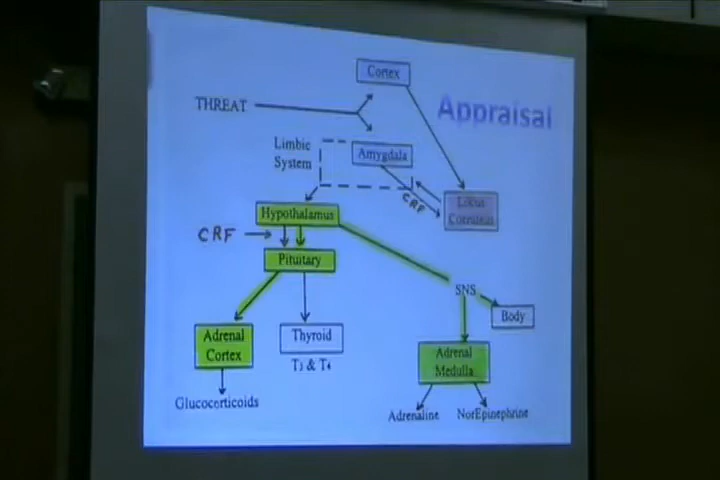 Cortex
THREAT
Appraisal
Limbic
System
Amygdala
CRF
Locus
Coeruleus
Hypothalamus
CRF
Pituitary
SNS
Body
Adrenal
Cortex
Thyroid
T3 & T4
Adrenal
Medulla
Glucocorticoids
Adrenaline
NorEpinephrine